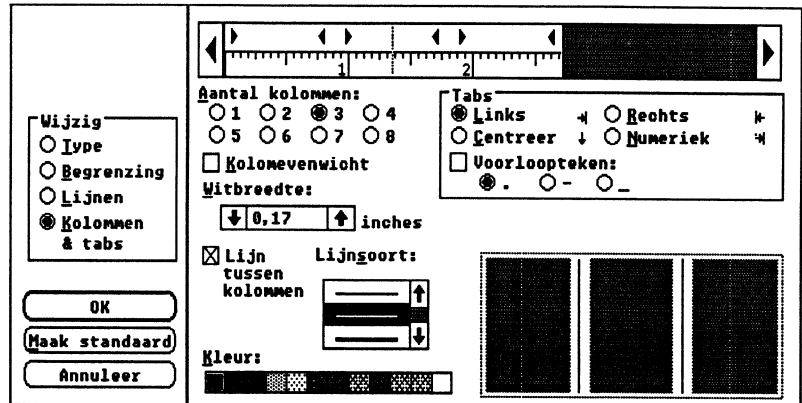 1 2
Aantal kolommen:
1 2 3 4
5 6 7 8
Kolomevenwicht
Witbreedte:
0,17 inches
Lijn
tussen
kolommen
Lijnsoort:
Kleur:
Tabs
Links Rechts
Centreer Numeriek
Voorloopteken:
. - _
Wijzig
Type
Begrenzing
Lijnen
Kolommen
& tabs
OK
Maak standaard
Annuleer